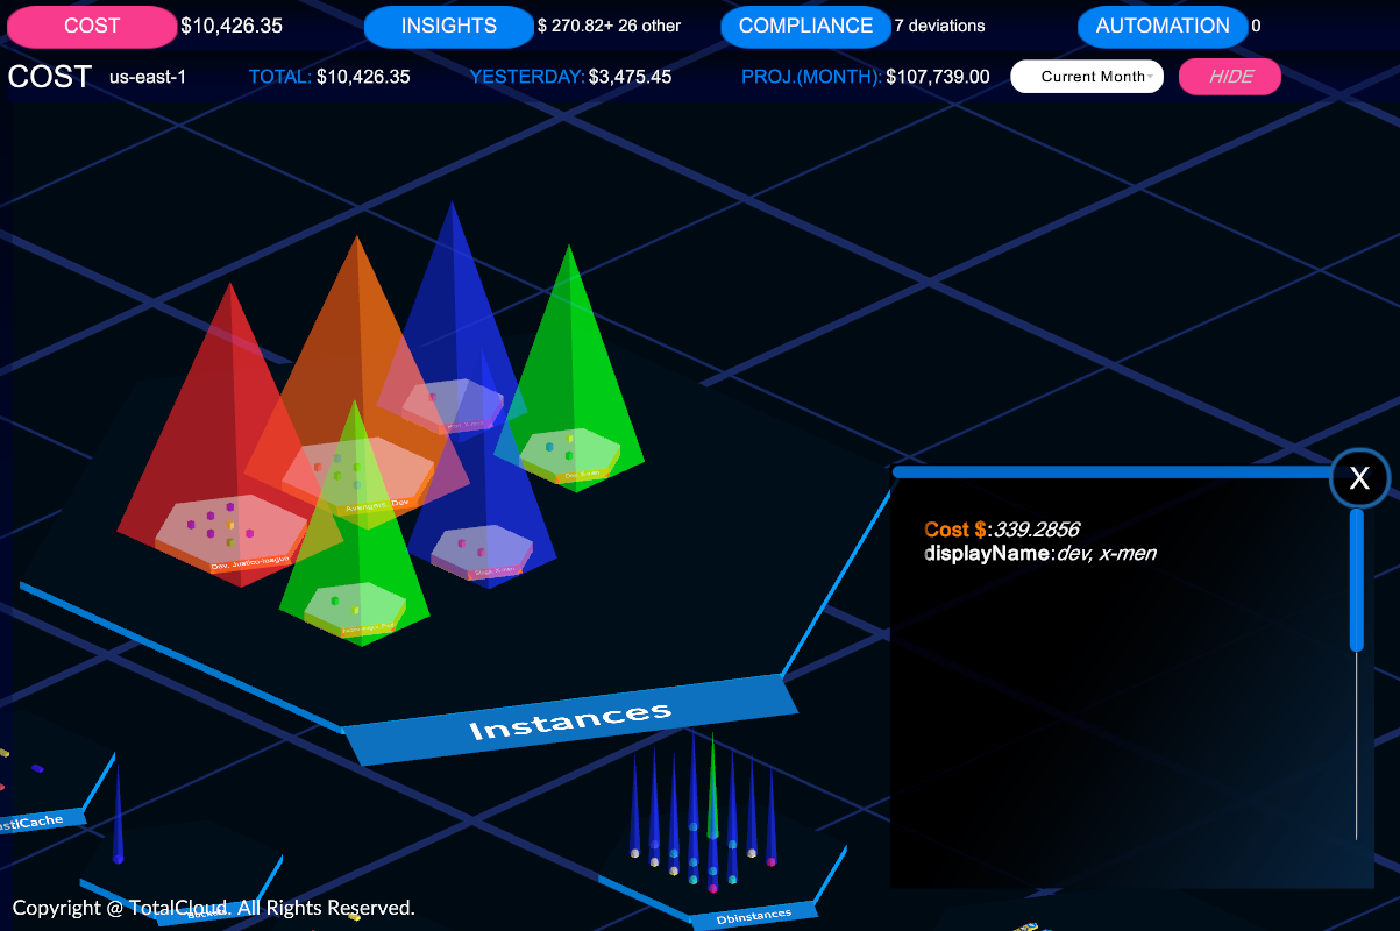 COST $10,426.35 INSIGHTS $ 270.82+ 26 other COMPLIANCE 7 deviations AUTOMATION 0
COST us-east-1 TOTAL: $10,426.35 YESTERDAY: $3,475.45 PROJ.(MONTH): $107,739.00 Current Month HIDE
X
Cost $:339.2856
displayName:dev, x-men
Instances
stiCache
Dbinstances
Copyright @ TotalCloud. All Rights Reserved.